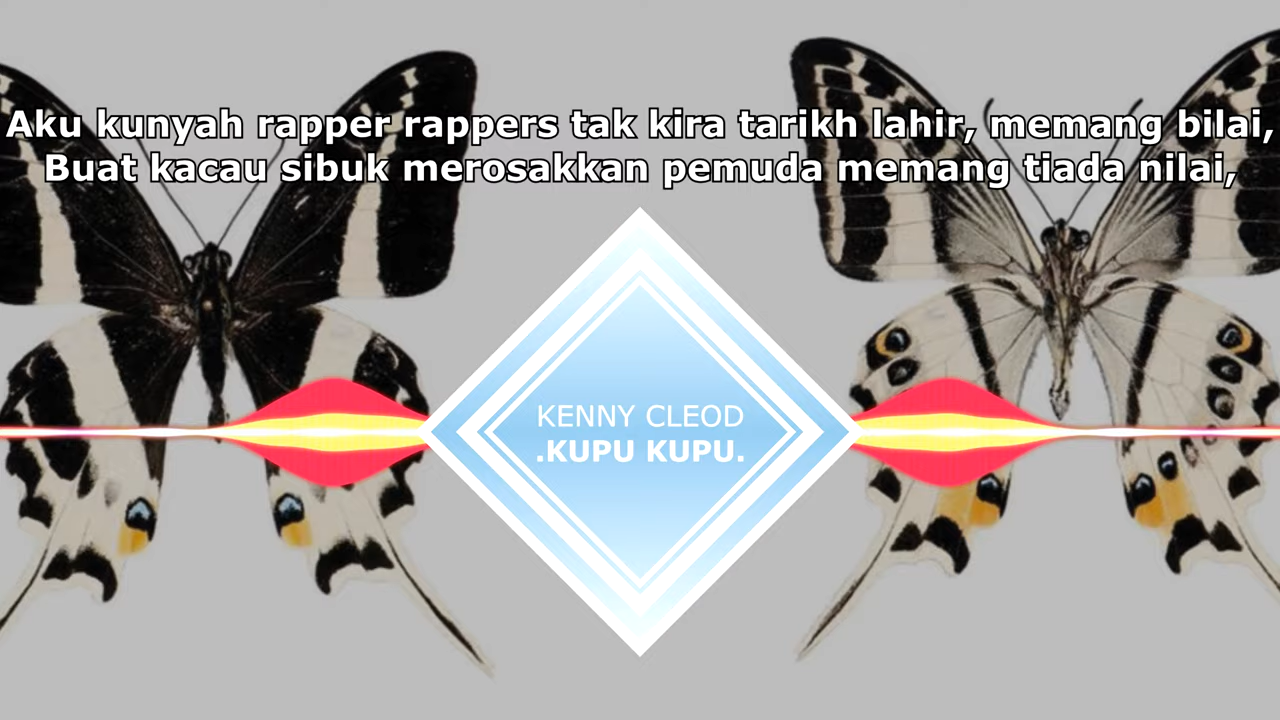 Aku kunyah rapper rappers tak kira tarikh lahir, memang bilai,
Buat kacau sibuk merosakkan pemuda memang tiada nilai,
KENNY CLEOD
.KUPU KUPU.